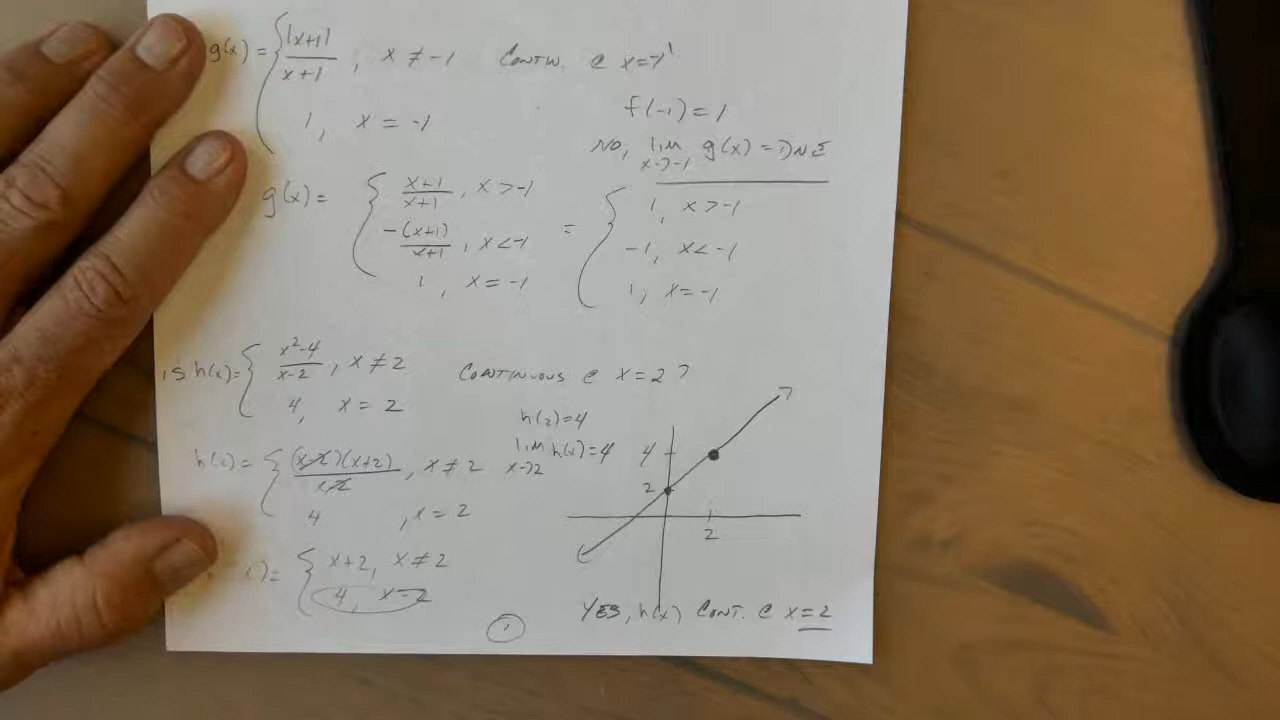 g(x) = { |x+1| / x+1 , x ≠ -1 CONTIN. @ x=-1
1, x = -1
f(-1) = 1
NO, lim x→-1 g(x) = DNE
g(x) = { x+1 / x+1 , x > -1 = { 1, x > -1
-(x+1) / x+1 , x < -1 -1, x < -1
1, x = -1 1, x = -1
IS h(x) = { x²-4 / x-2 , x ≠ 2 CONTINUOUS @ x = 2 ?
4, x = 2
h(2) = 4
lim x→2 h(x) = 4
h(x) = { (x-2)(x+2) / x-2 , x ≠ 2
4 , x = 2
) = { x+2, x ≠ 2
4, x = 2
4
2
2
YES, h(x) CONT. @ x = 2
1